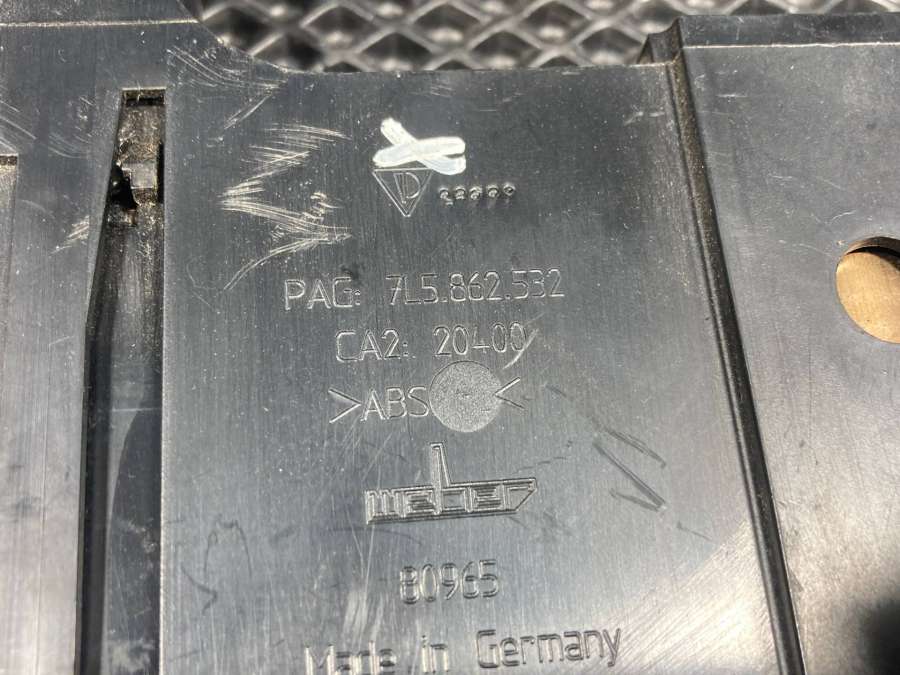 D
PAG: 7L5.862.532
CA2: 20400
>ABS <
weber
80965
Made in Germany